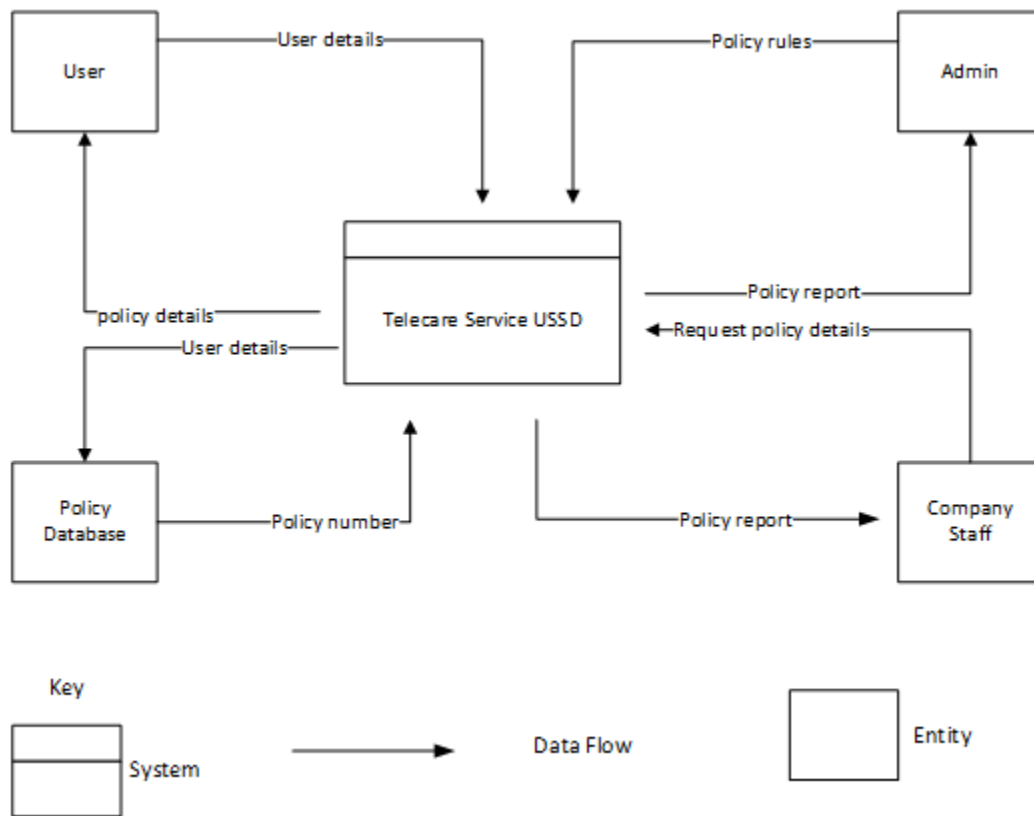 User details
Policy rules
User
Admin
policy details
Telecare Service USSD
Policy report
Request policy details
User details
Policy
Database
Policy number
Policy report
Company
Staff
Key
System
Data Flow
Entity